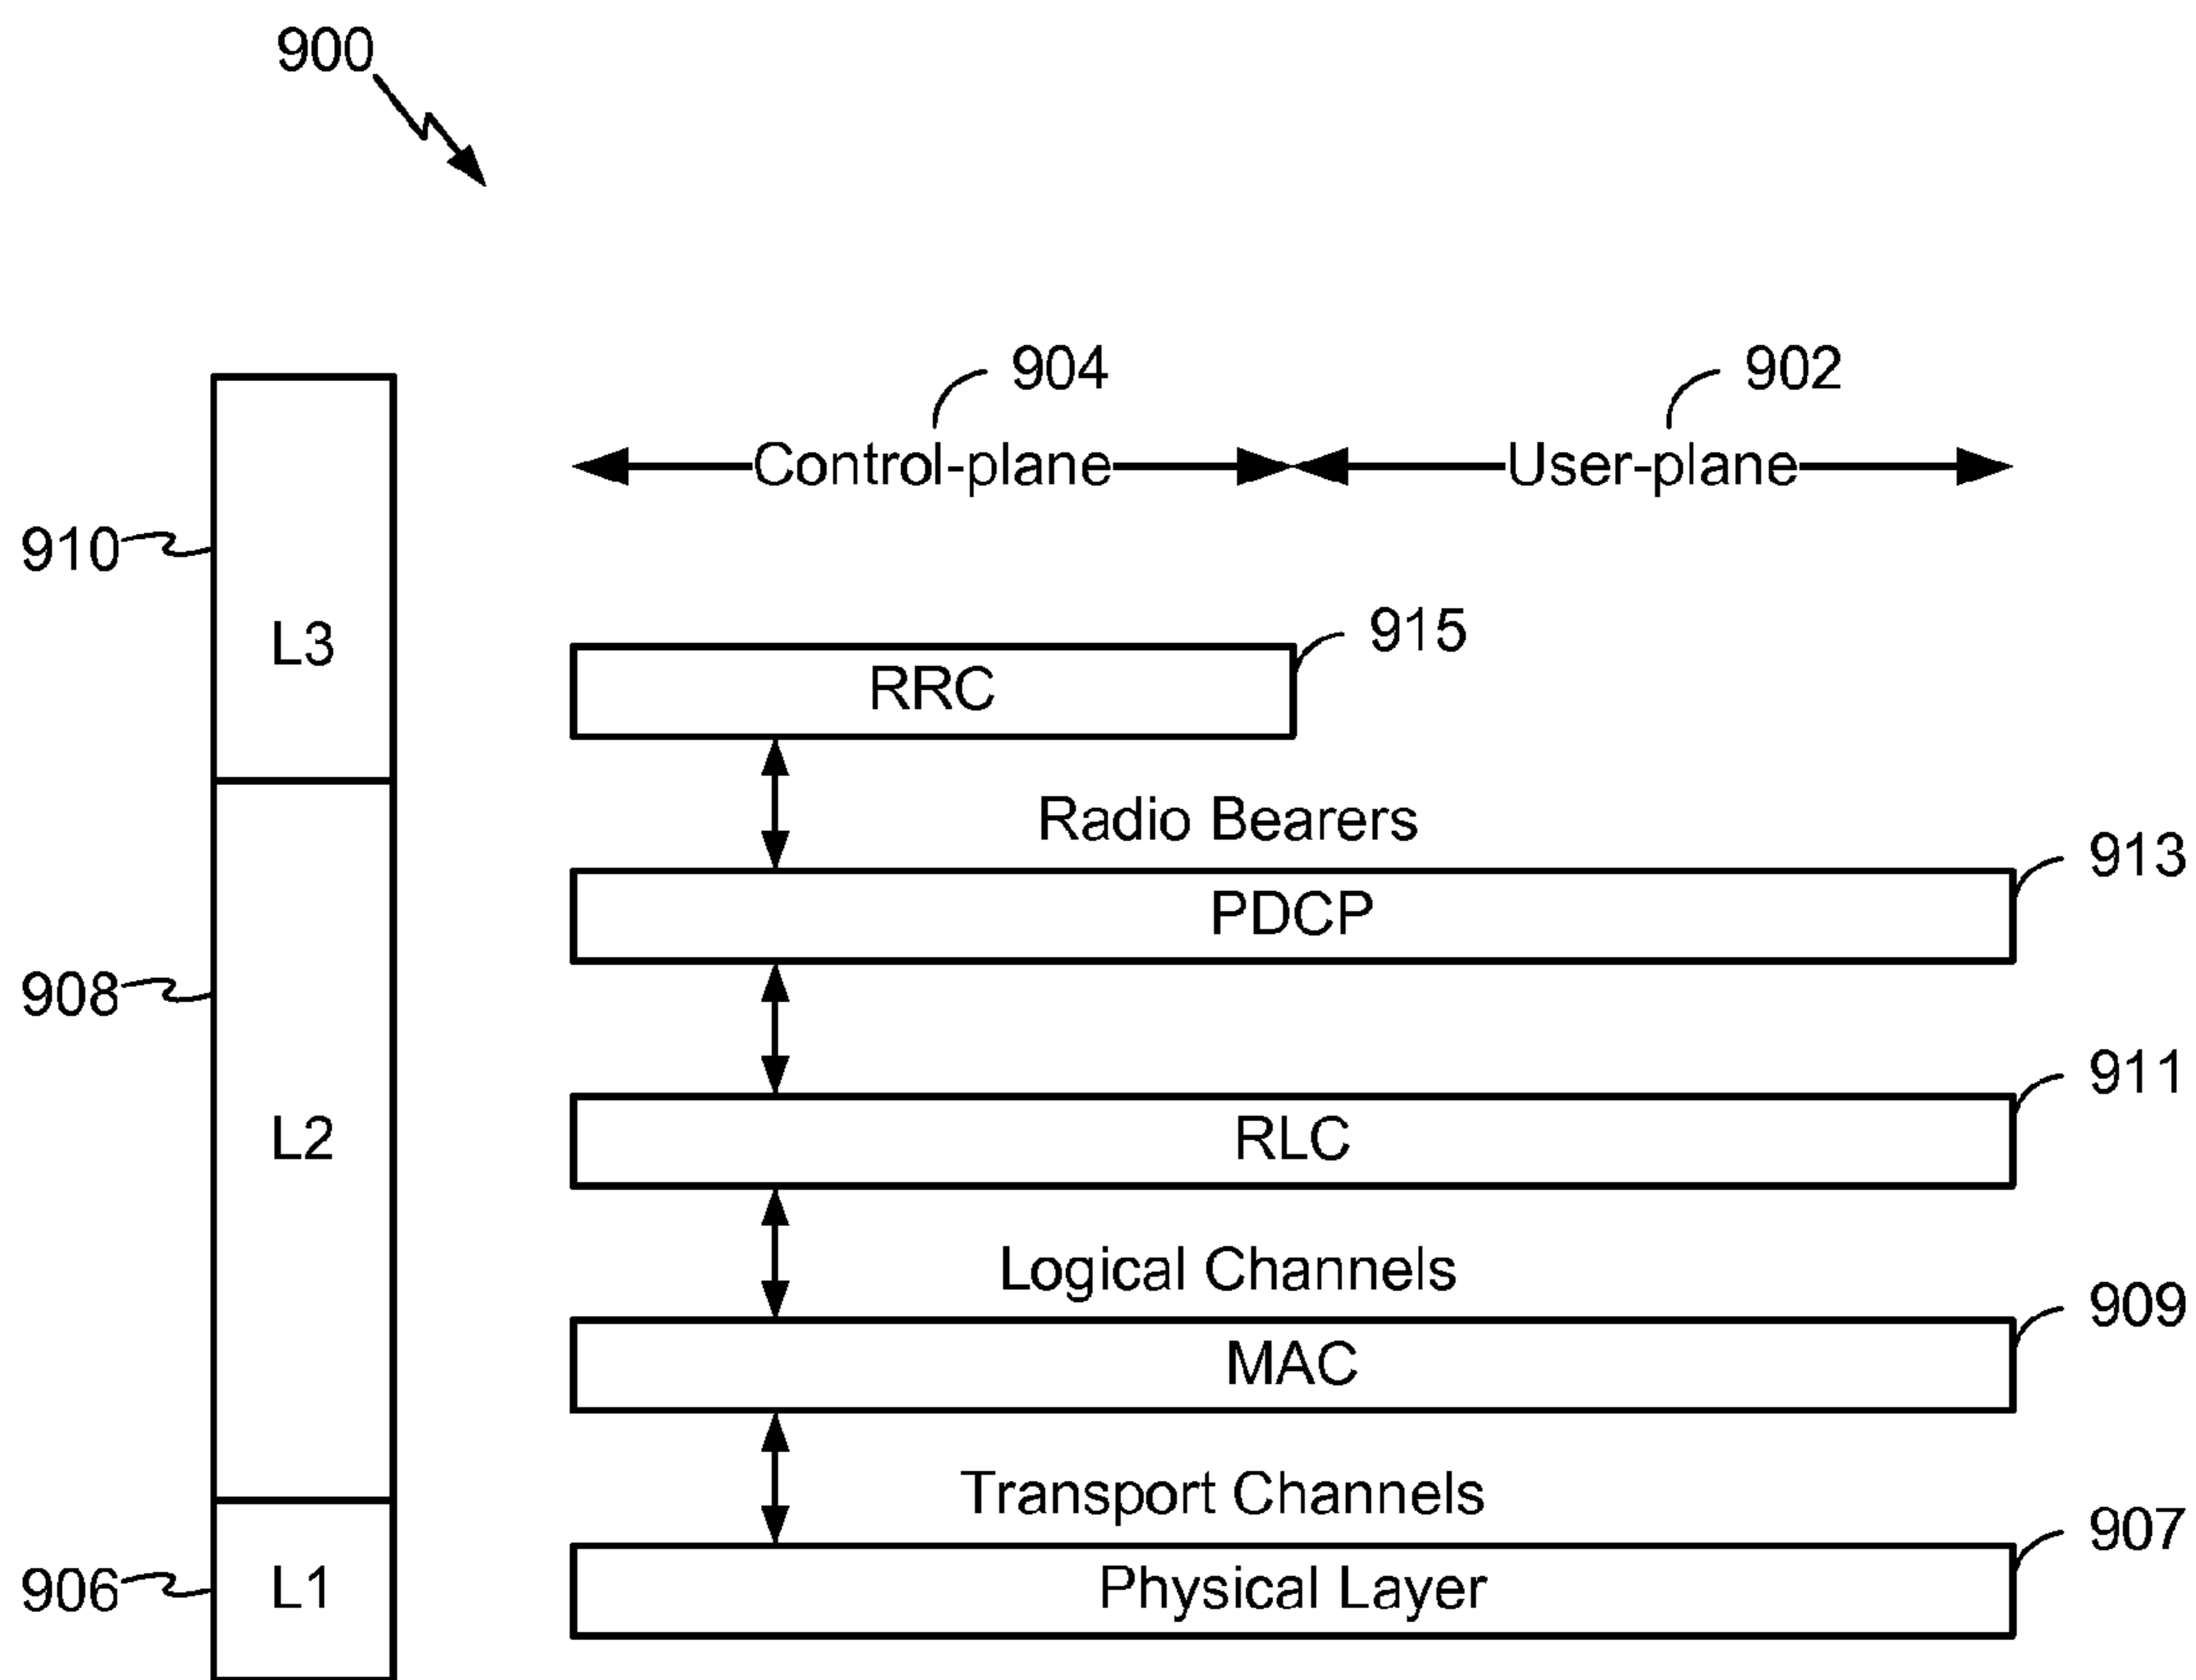 900
904
902
Control-plane
User-plane
910
L3
915
RRC
Radio Bearers
913
PDCP
908
L2
911
RLC
Logical Channels
909
MAC
Transport Channels
907
906
L1
Physical Layer